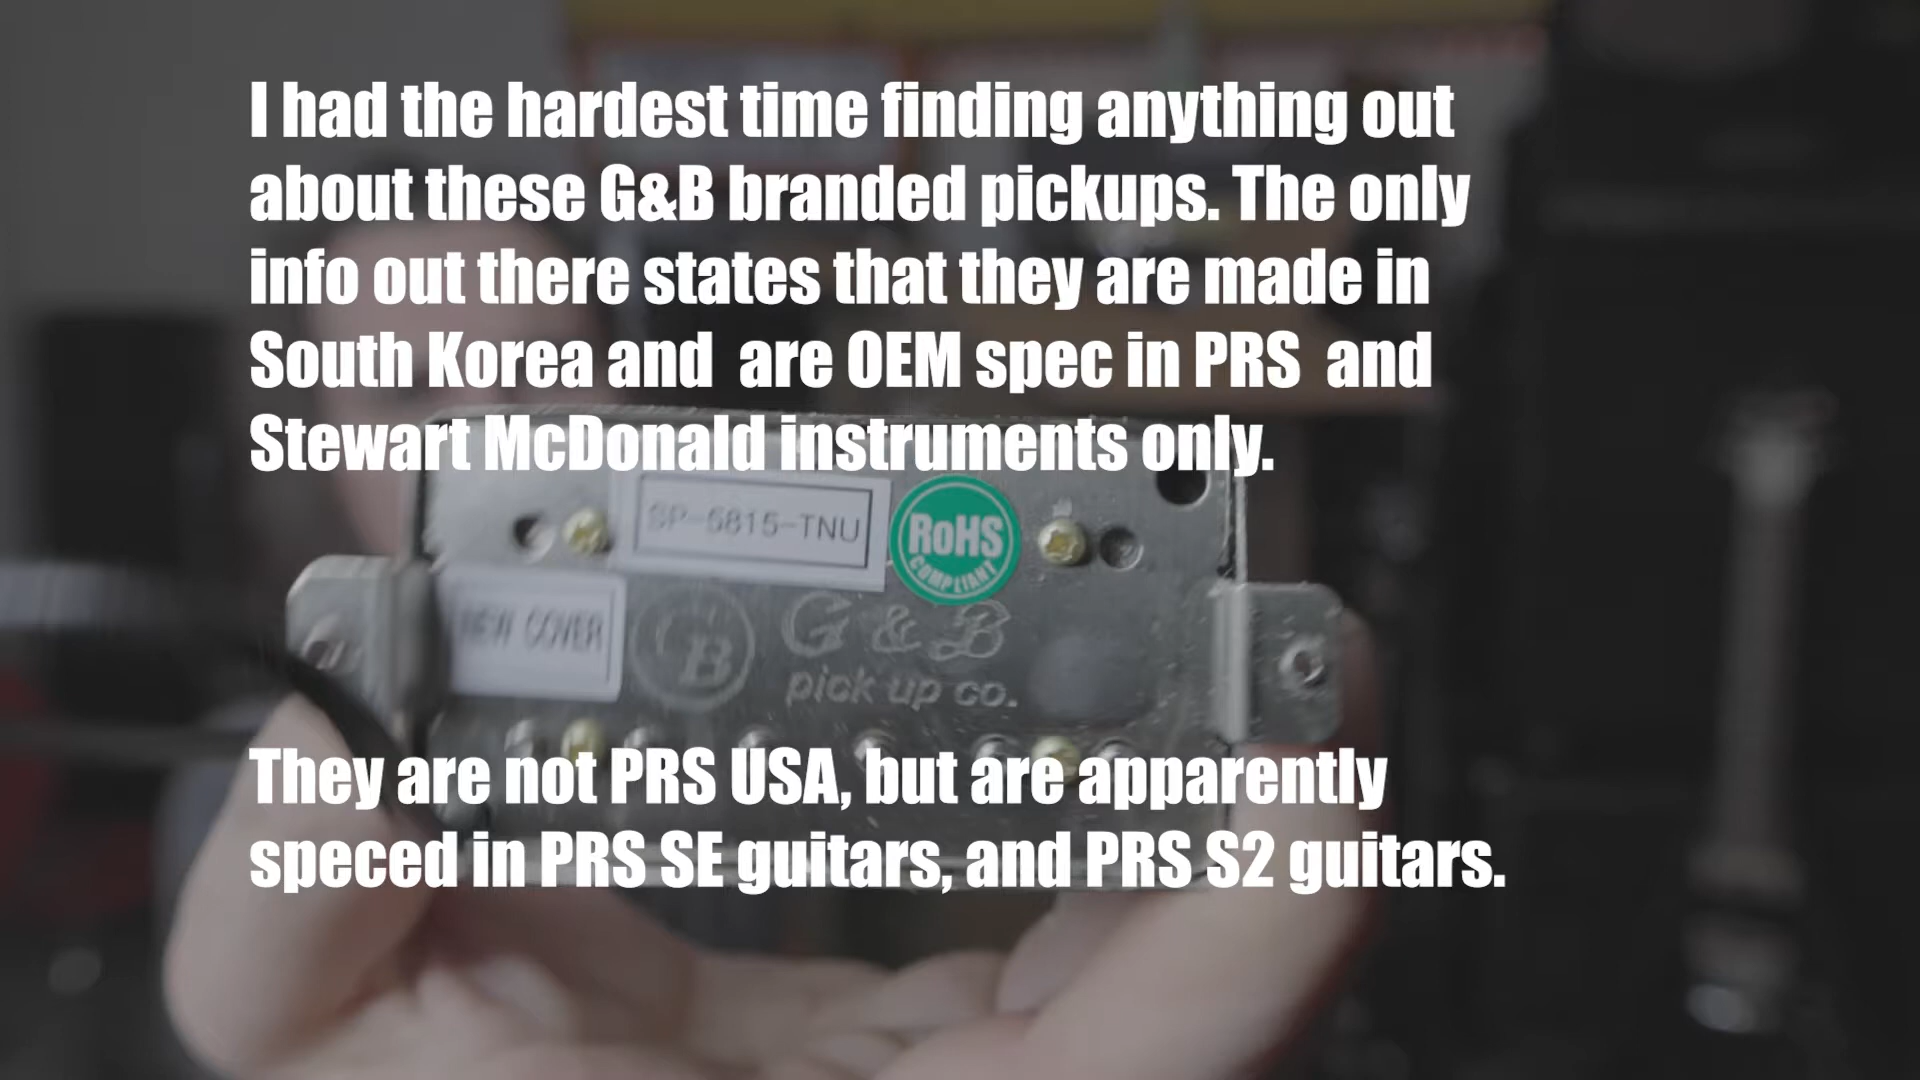 I had the hardest time finding anything out
about these G&B branded pickups. The only
info out there states that they are made in
South Korea and are OEM spec in PRS and
Stewart McDonald instruments only.
SP-5815-TNU
RoHS
COMPLIANT
NEW COVER
B
G & B
pick up co.
They are not PRS USA, but are apparently
speced in PRS SE guitars, and PRS S2 guitars.